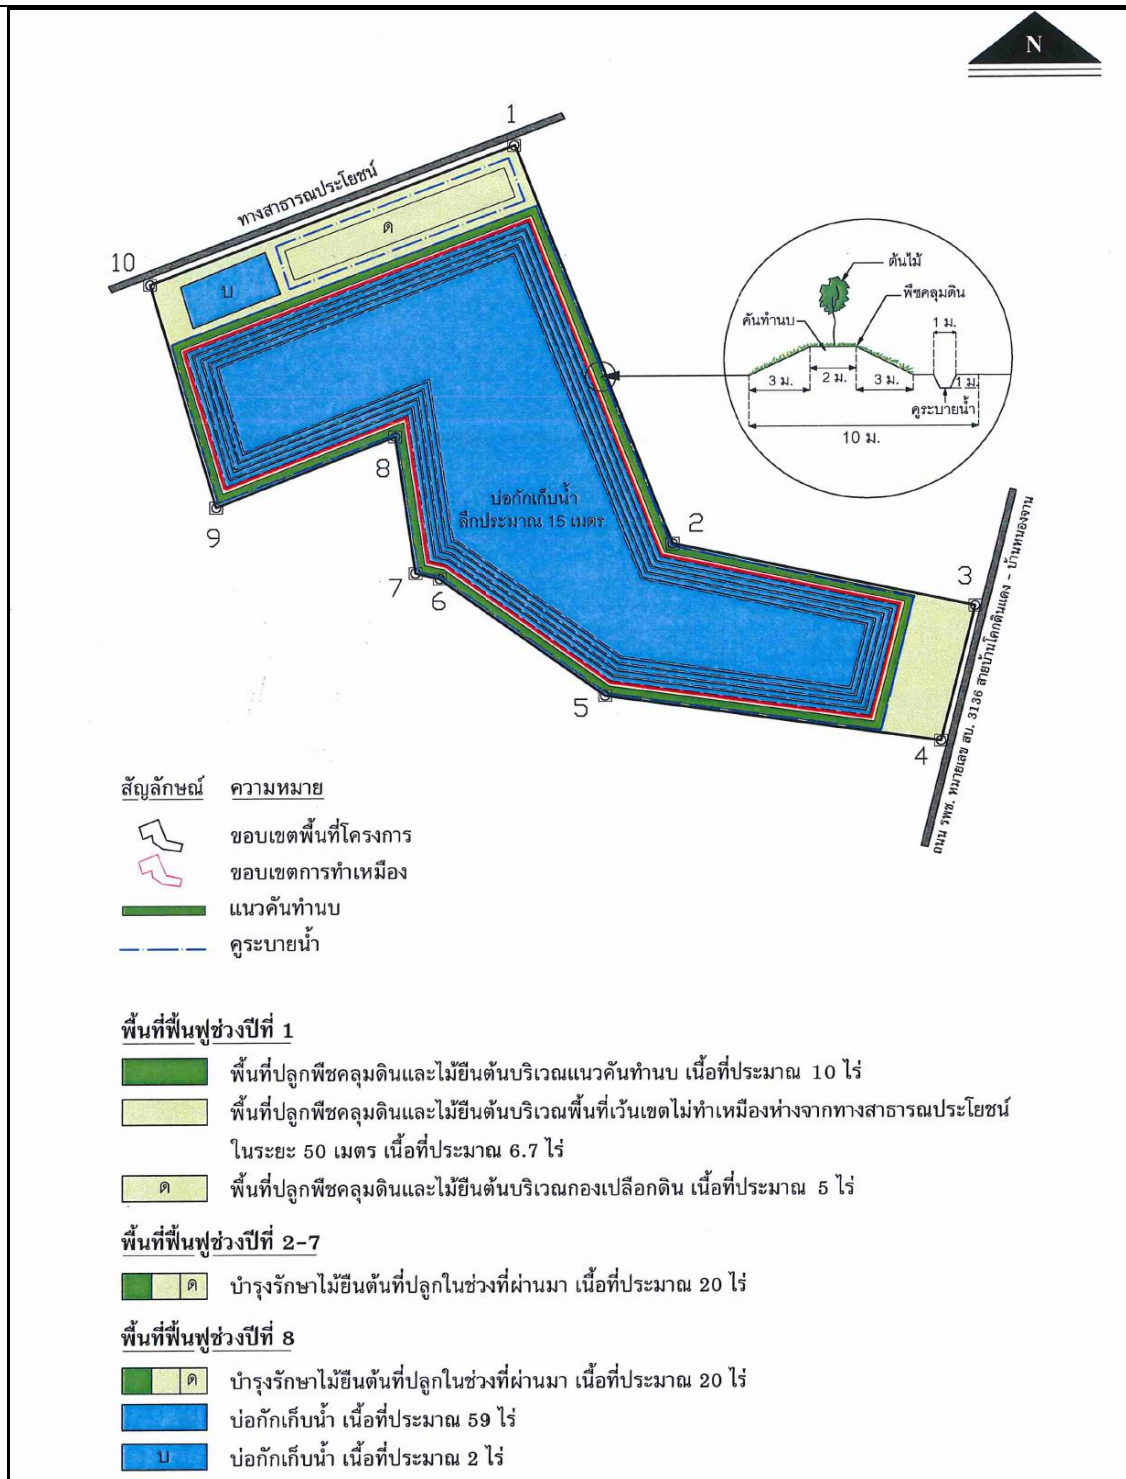 N
1
ทางสาธารณประโยชน์
10
ด
บ
ต้นไม้
พืชคลุมดิน
คันทำนบ
1 ม.
3 ม.
2 ม.
3 ม.
1 ม.
คูระบายน้ำ
10 ม.
8
บ่อกักเก็บน้ำ
ลึกประมาณ 15 เมตร
9
2
3
7
6
5
4
ถนน รพช. หมายเลข สบ. 3136 สายบ้านโคกดินแดง - บ้านหนองจาน
สัญลักษณ์ ความหมาย
ขอบเขตพื้นที่โครงการ
ขอบเขตการทำเหมือง
แนวคันทำนบ
คูระบายน้ำ
พื้นที่ฟื้นฟูช่วงปีที่ 1
พื้นที่ปลูกพืชคลุมดินและไม้ยืนต้นบริเวณแนวคันทำนบ เนื้อที่ประมาณ 10 ไร่
พื้นที่ปลูกพืชคลุมดินและไม้ยืนต้นบริเวณพื้นที่เว้นเขตไม่ทำเหมืองห่างจากทางสาธารณประโยชน์
ในระยะ 50 เมตร เนื้อที่ประมาณ 6.7 ไร่
ด พื้นที่ปลูกพืชคลุมดินและไม้ยืนต้นบริเวณกองเปลือกดิน เนื้อที่ประมาณ 5 ไร่
พื้นที่ฟื้นฟูช่วงปีที่ 2-7
ด บำรุงรักษาไม้ยืนต้นที่ปลูกในช่วงที่ผ่านมา เนื้อที่ประมาณ 20 ไร่
พื้นที่ฟื้นฟูช่วงปีที่ 8
ด บำรุงรักษาไม้ยืนต้นที่ปลูกในช่วงที่ผ่านมา เนื้อที่ประมาณ 20 ไร่
บ่อกักเก็บน้ำ เนื้อที่ประมาณ 59 ไร่
บ บ่อกักเก็บน้ำ เนื้อที่ประมาณ 2 ไร่